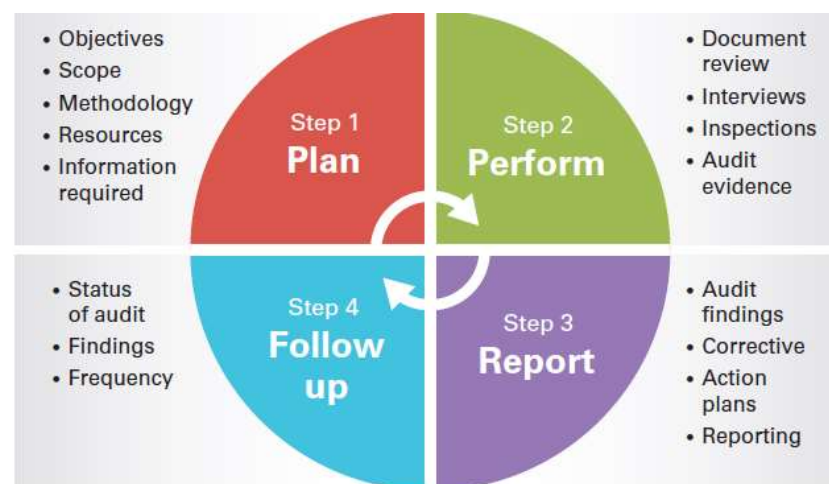 • Objectives
• Scope
• Methodology
• Resources
• Information
required
Step 1
Plan
Step 2
Perform
• Document
review
• Interviews
• Inspections
• Audit
evidence
• Status
of audit
• Findings
• Frequency
Step 4
Follow
up
Step 3
Report
• Audit
findings
• Corrective
• Action
plans
• Reporting